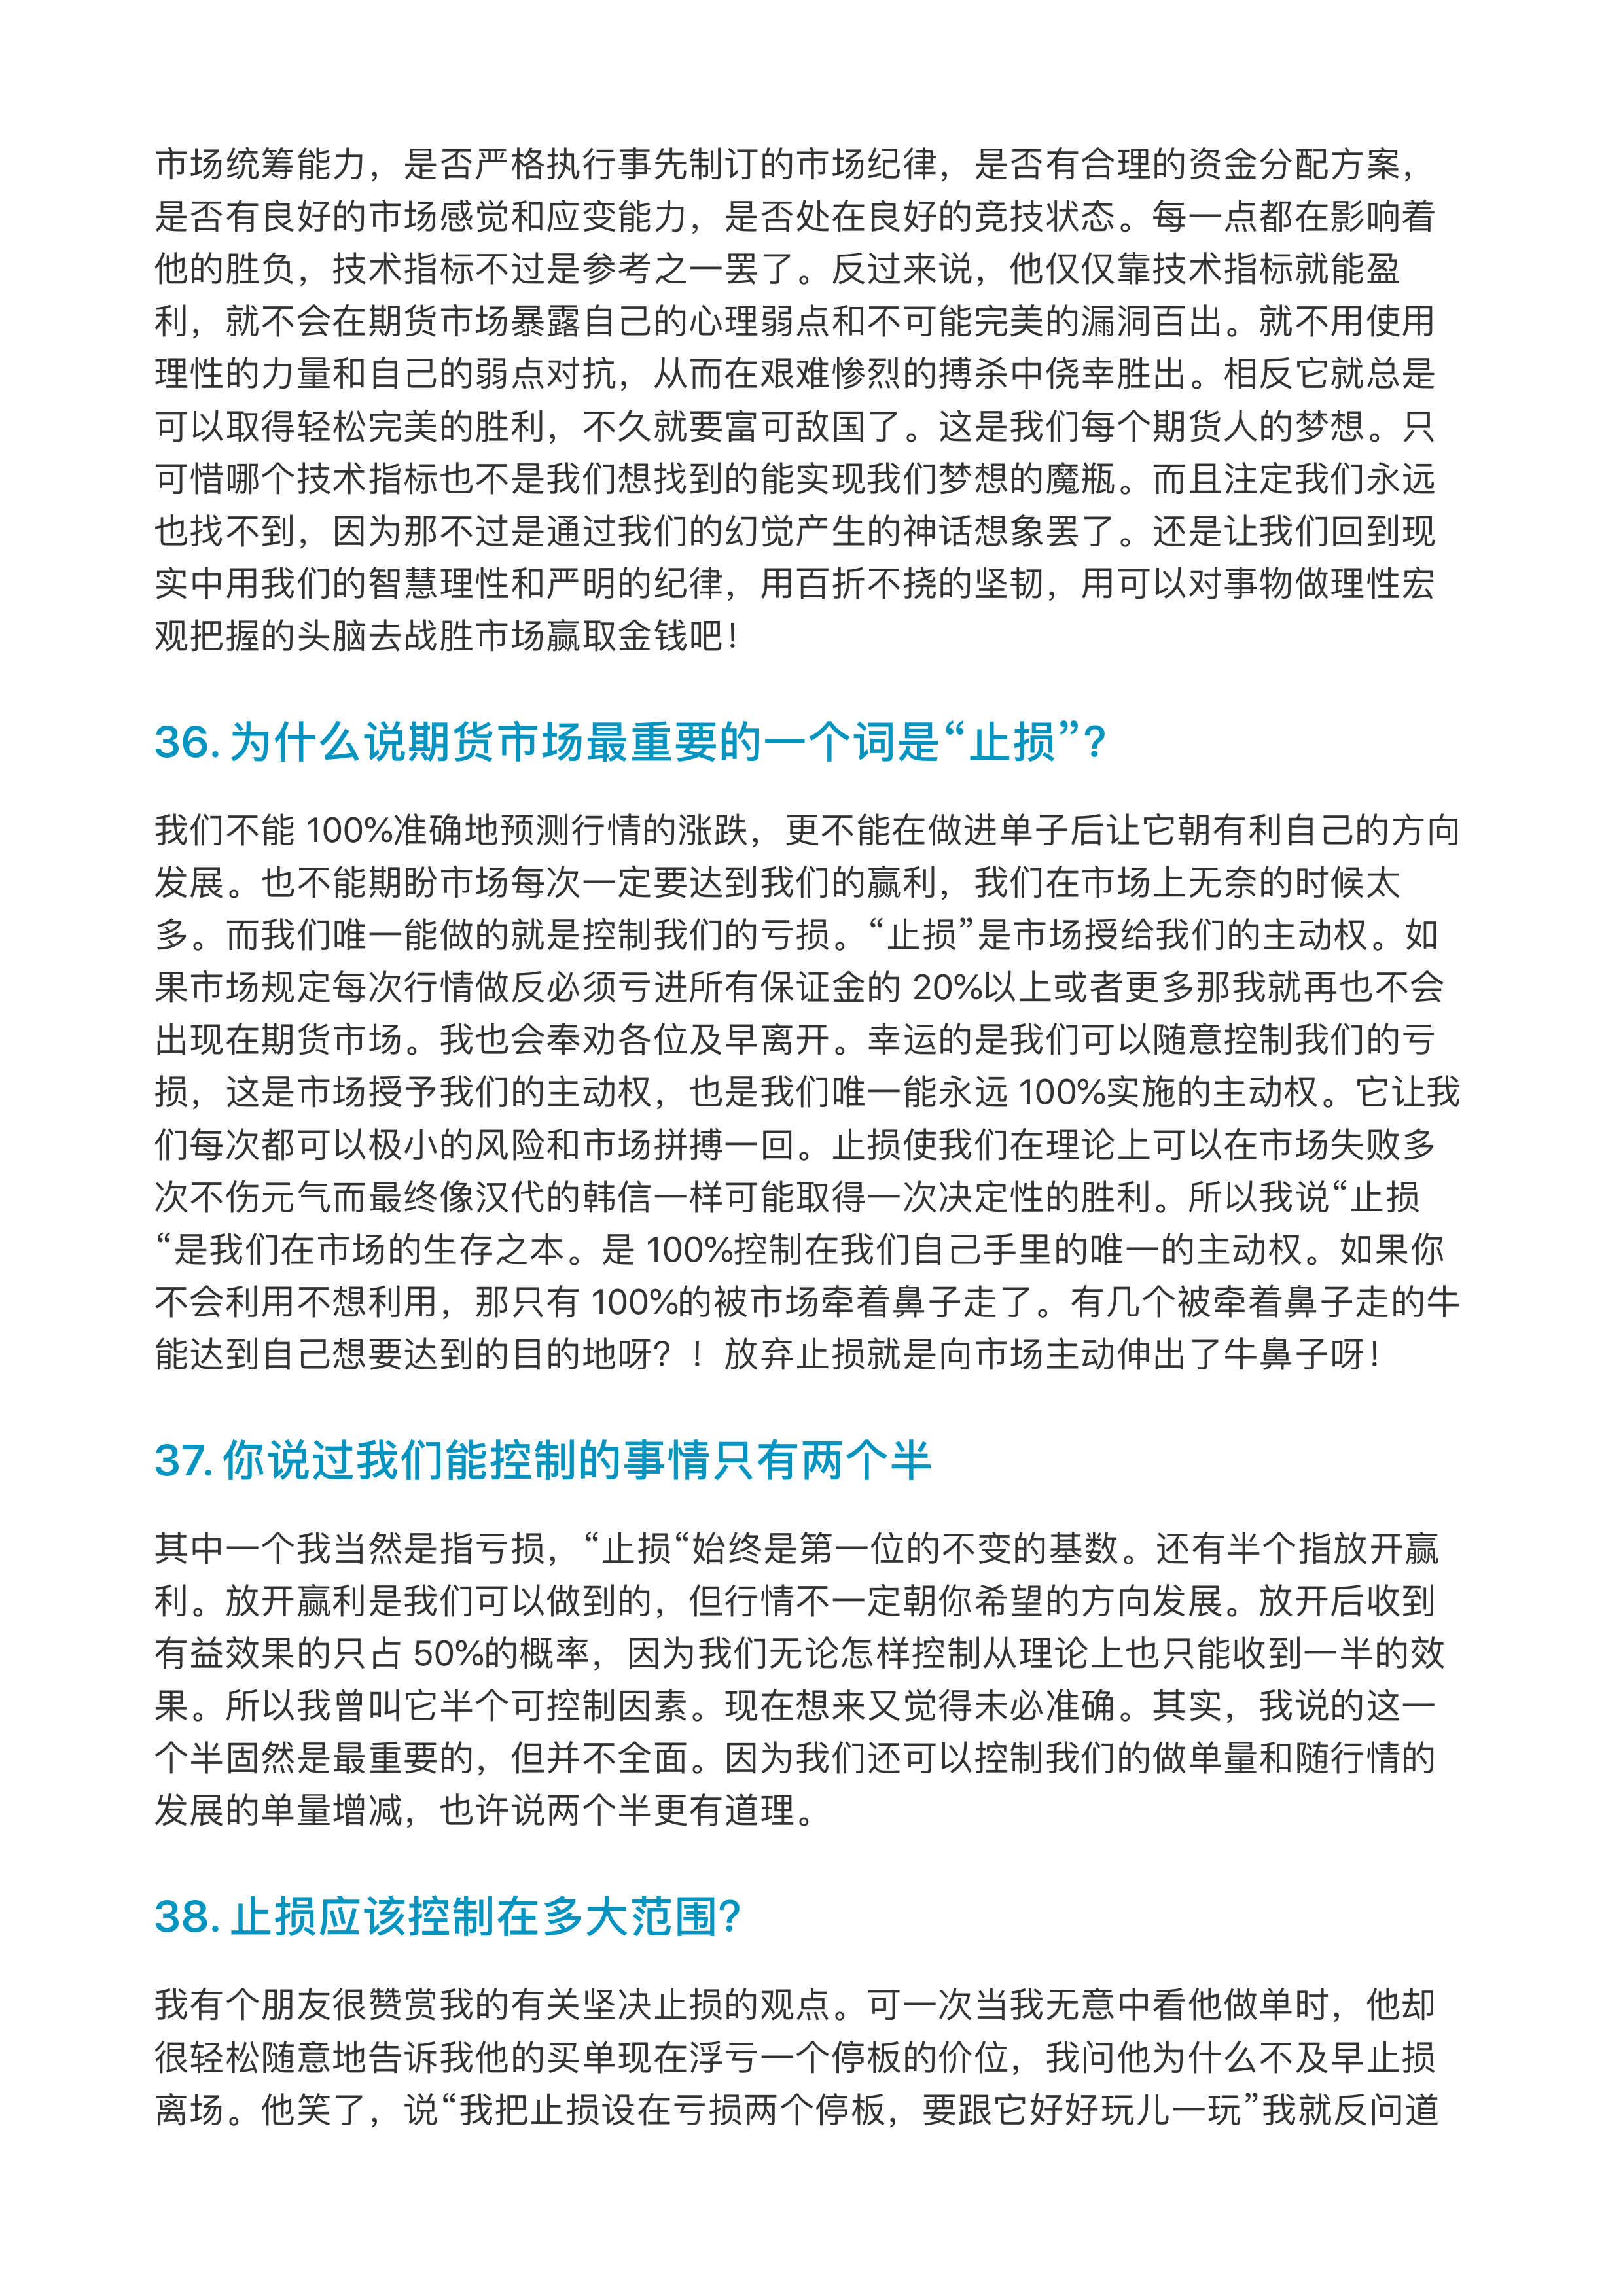 市场统筹能力，是否严格执行事先制订的市场纪律，是否有合理的资金分配方案，
是否有良好的市场感觉和应变能力，是否处在良好的竞技状态。每一点都在影响着
他的胜负，技术指标不过是参考之一罢了。反过来说，他仅仅靠技术指标就能盈
利，就不会在期货市场暴露自己的心理弱点和不可能完美的漏洞百出。就不用使用
理性的力量和自己的弱点对抗，从而在艰难惨烈的搏杀中侥幸胜出。相反它就总是
可以取得轻松完美的胜利，不久就要富可敌国了。这是我们每个期货人的梦想。只
可惜哪个技术指标也不是我们想找到的能实现我们梦想的魔瓶。而且注定我们永远
也找不到，因为那不过是通过我们的幻觉产生的神话想象罢了。还是让我们回到现
实中用我们的智慧理性和严明的纪律，用百折不挠的坚韧，用可以对事物做理性宏
观把握的头脑去战胜市场赢取金钱吧！
36. 为什么说期货市场最重要的一个词是“止损”？
我们不能 100%准确地预测行情的涨跌，更不能在做进单子后让它朝有利自己的方向
发展。也不能期盼市场每次一定要达到我们的赢利，我们在市场上无奈的时候太
多。而我们唯一能做的就是控制我们的亏损。“止损”是市场授给我们的主动权。如
果市场规定每次行情做反必须亏进所有保证金的 20%以上或者更多那我就再也不会
出现在期货市场。我也会奉劝各位及早离开。幸运的是我们可以随意控制我们的亏
损，这是市场授予我们的主动权，也是我们唯一能永远 100%实施的主动权。它让我
们每次都可以极小的风险和市场拼搏一回。止损使我们在理论上可以在市场失败多
次不伤元气而最终像汉代的韩信一样可能取得一次决定性的胜利。所以我说“止损
“是我们在市场的生存之本。是 100%控制在我们自己手里的唯一的主动权。如果你
不会利用不想利用，那只有 100%的被市场牵着鼻子走了。有几个被牵着鼻子走的牛
能达到自己想要达到的目的地呀？！放弃止损就是向市场主动伸出了牛鼻子呀！
37. 你说过我们能控制的事情只有两个半
其中一个我当然是指亏损，“止损“始终是第一位的不变的基数。还有半个指放开赢
利。放开赢利是我们可以做到的，但行情不一定朝你希望的方向发展。放开后收到
有益效果的只占 50%的概率，因为我们无论怎样控制从理论上也只能收到一半的效
果。所以我曾叫它半个可控制因素。现在想来又觉得未必准确。其实，我说的这一
个半固然是最重要的，但并不全面。因为我们还可以控制我们的做单量和随行情的
发展的单量增减，也许说两个半更有道理。
38. 止损应该控制在多大范围？
我有个朋友很赞赏我的有关坚决止损的观点。可一次当我无意中看他做单时，他却
很轻松随意地告诉我他的买单现在浮亏一个停板的价位，我问他为什么不及早止损
离场。他笑了，说“我把止损设在亏损两个停板，要跟它好好玩儿一玩”我就反问道